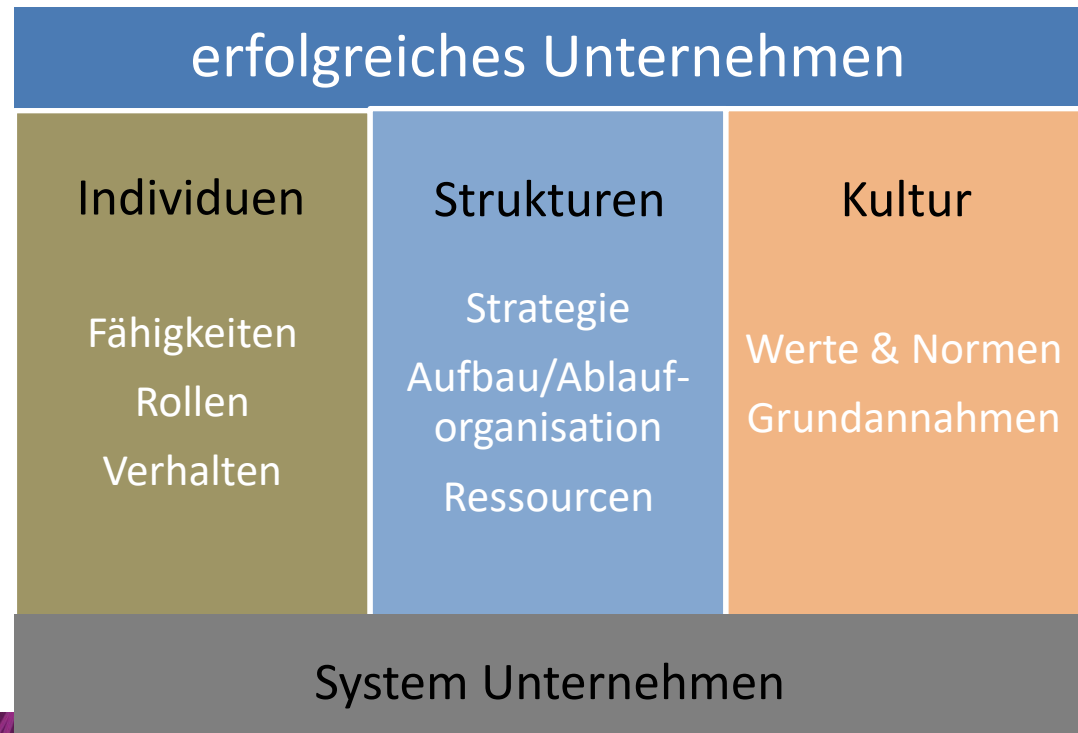 erfolgreiches Unternehmen
Individuen
Fähigkeiten
Rollen
Verhalten
Strukturen
Strategie
Aufbau/Ablauf-
organisation
Ressourcen
Kultur
Werte & Normen
Grundannahmen
System Unternehmen